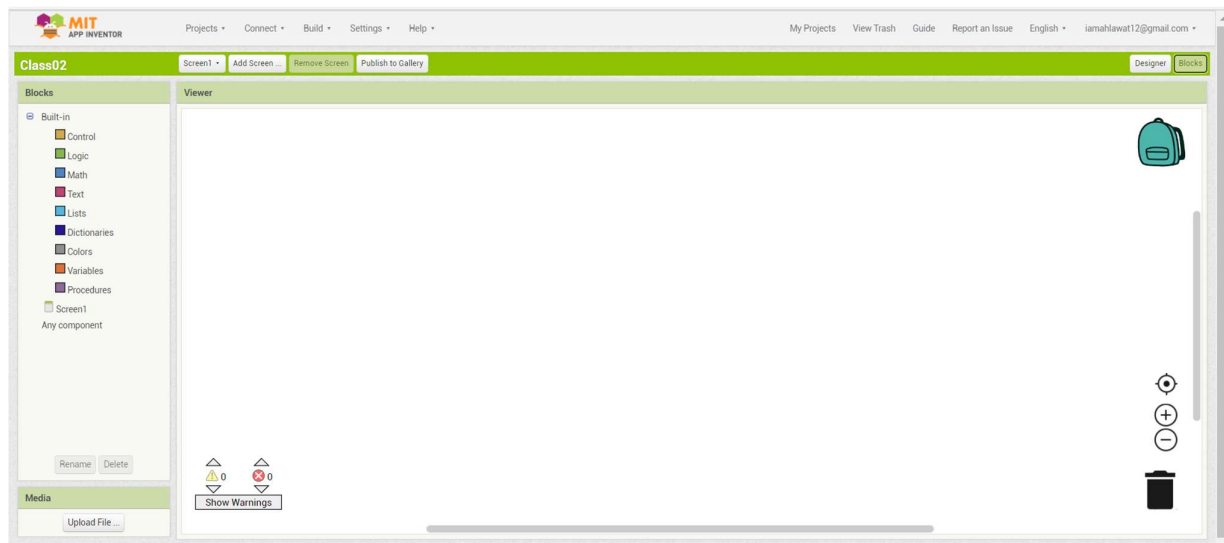 MIT
APP INVENTOR
Projects Connect Build Settings Help My Projects View Trash Guide Report an Issue English iamahlawat12@gmail.com
Class02 Screen1 Add Screen ... Remove Screen Publish to Gallery Designer Blocks
Blocks
Viewer
Built-in
Control
Logic
Math
Text
Lists
Dictionaries
Colors
Variables
Procedures
Screen1
Any component
Rename Delete
0 0
Show Warnings
Media
Upload File ...